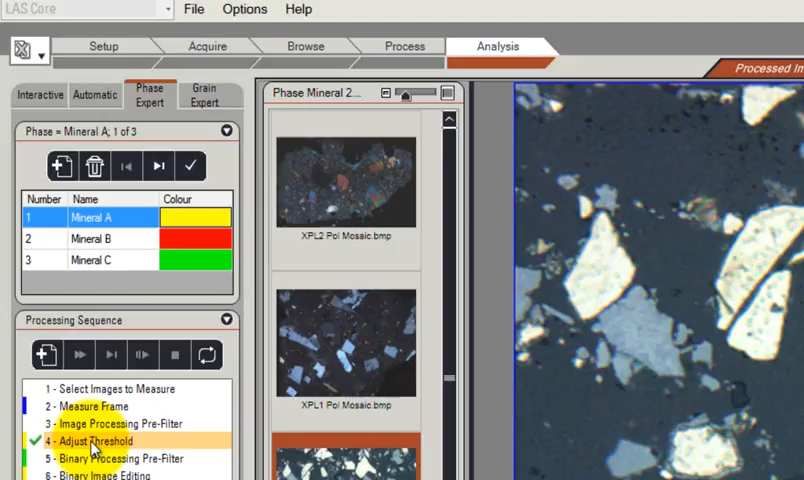 LAS Core File Options Help
Setup Acquire Browse Process Analysis
Processed Im
Interactive Automatic Phase Expert Grain Expert
Phase Mineral 2...
Phase = Mineral A; 1 of 3
Number Name Colour
1 Mineral A
2 Mineral B
3 Mineral C
XPL2 Pol Mosaic.bmp
Processing Sequence
1 - Select Images to Measure
2 - Measure Frame
XPL1 Pol Mosaic.bmp
3 - Image Processing Pre-Filter
4 - Adjust Threshold
5 - Binary Processing Pre-Filter
6 - Binary Image Editing